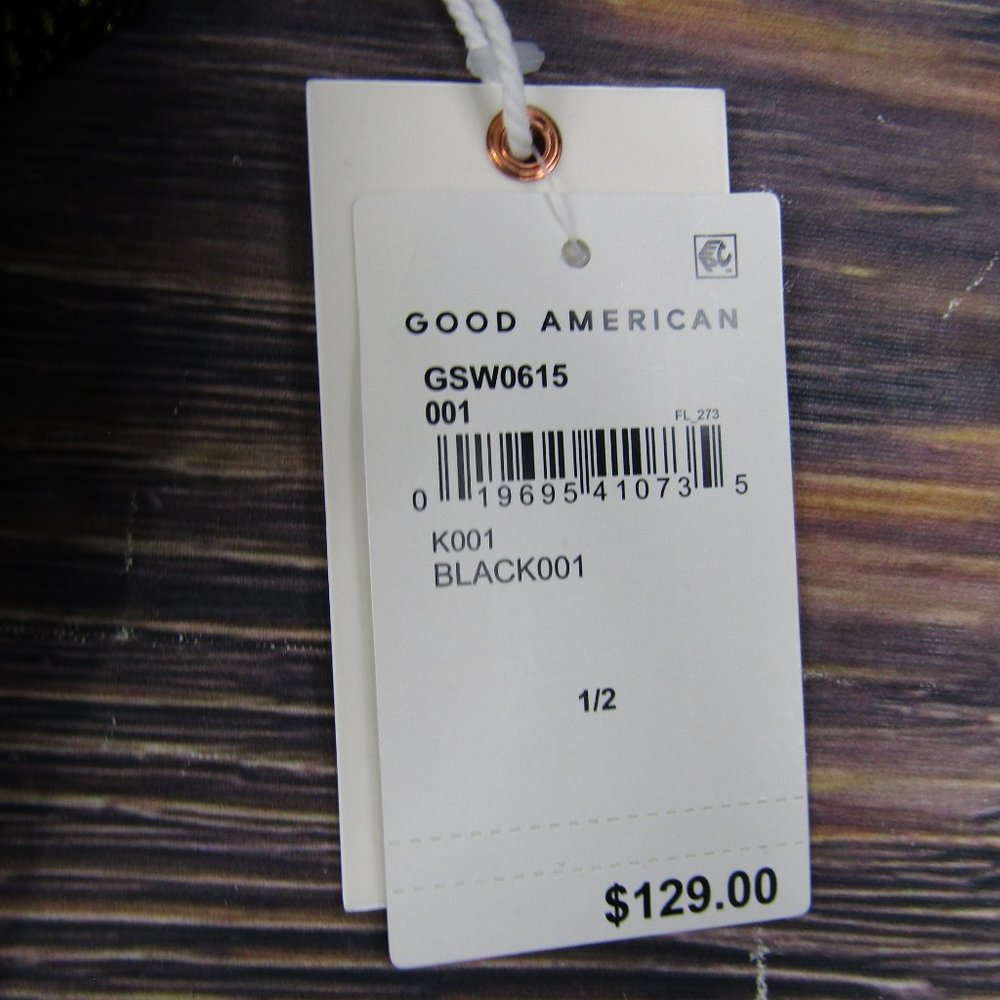 GOOD AMERICAN
GSW0615
001
FL_273
0 19695 41073 5
K001
BLACK001
1/2
$129.00